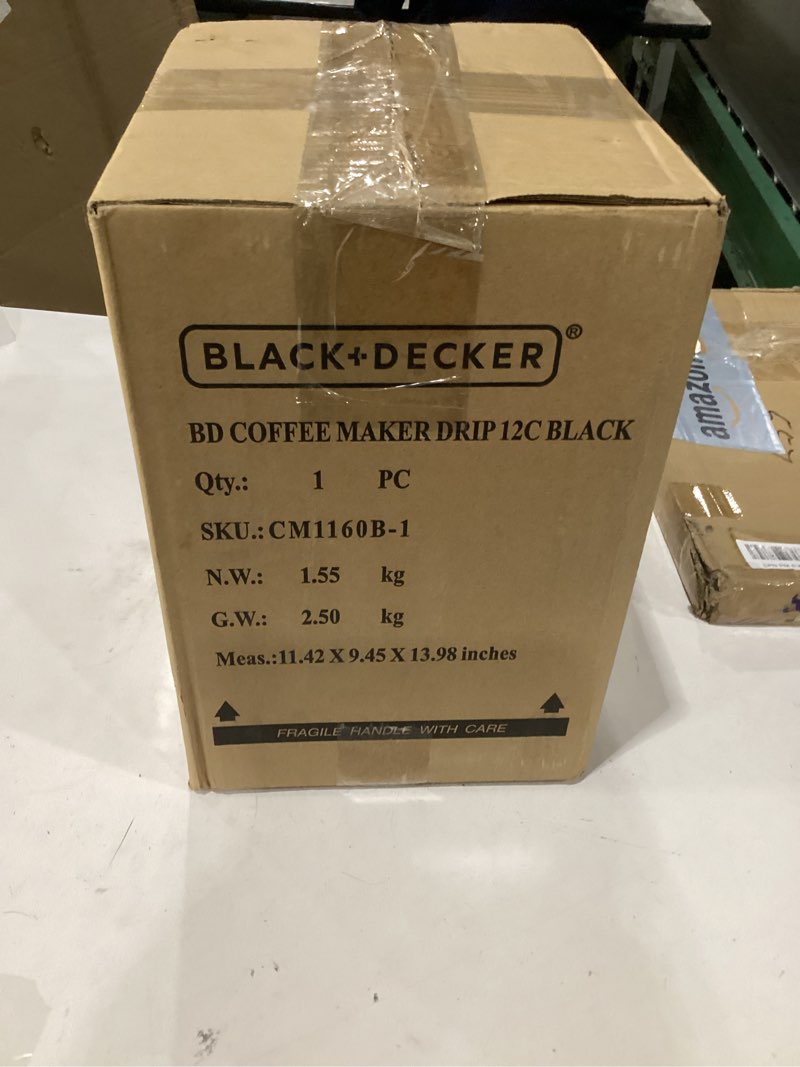 BLACK+DECKER®
BD COFFEE MAKER DRIP 12C BLACK
Qty.: 1 PC
SKU.: CM1160B-1
N.W.: 1.55 kg
G.W.: 2.50 kg
Meas.:11.42 X 9.45 X 13.98 inches
FRAGILE HANDLE WITH CARE
amazon